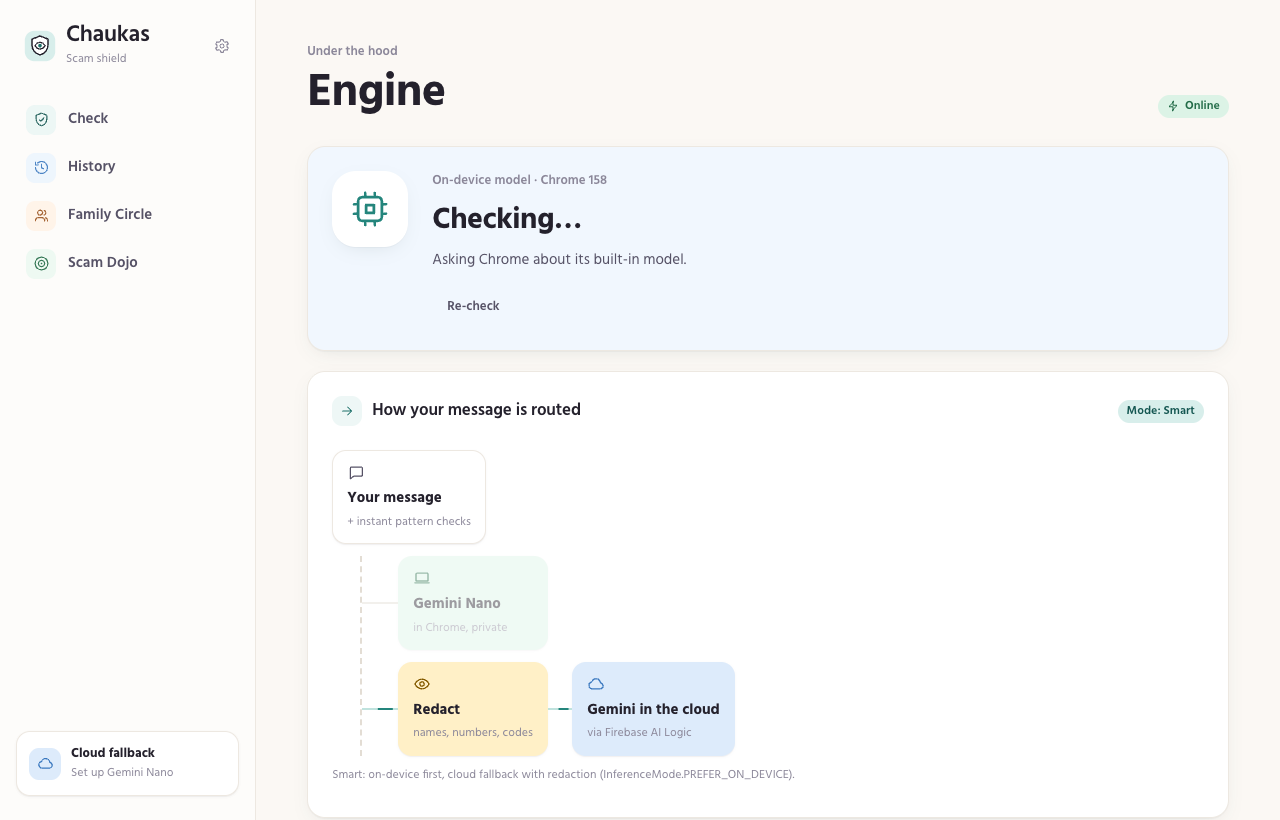 Chaukas
Scam shield
Check
History
Family Circle
Scam Dojo
Cloud fallback
Set up Gemini Nano
Under the hood
Engine
Online
On-device model · Chrome 158
Checking…
Asking Chrome about its built-in model.
Re-check
How your message is routed
Mode: Smart
Your message
+ instant pattern checks
Gemini Nano
in Chrome, private
Redact
names, numbers, codes
Gemini in the cloud
via Firebase AI Logic
Smart: on-device first, cloud fallback with redaction (InferenceMode.PREFER_ON_DEVICE).